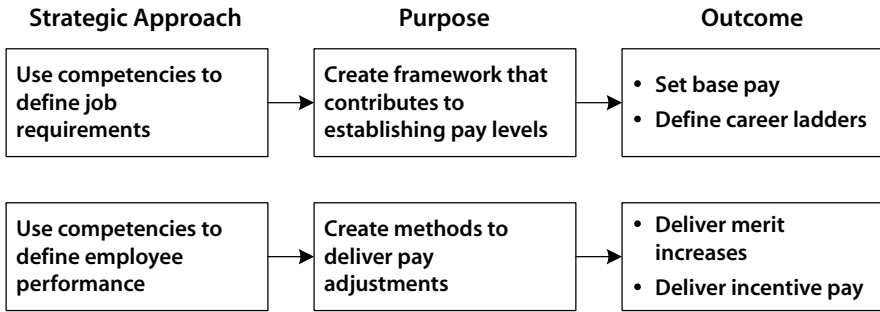 Strategic Approach
Purpose
Outcome
Use competencies to
define job
requirements
Create framework that
contributes to
establishing pay levels
• Set base pay
• Define career ladders
Use competencies to
define employee
performance
Create methods to
deliver pay
adjustments
• Deliver merit
increases
• Deliver incentive pay